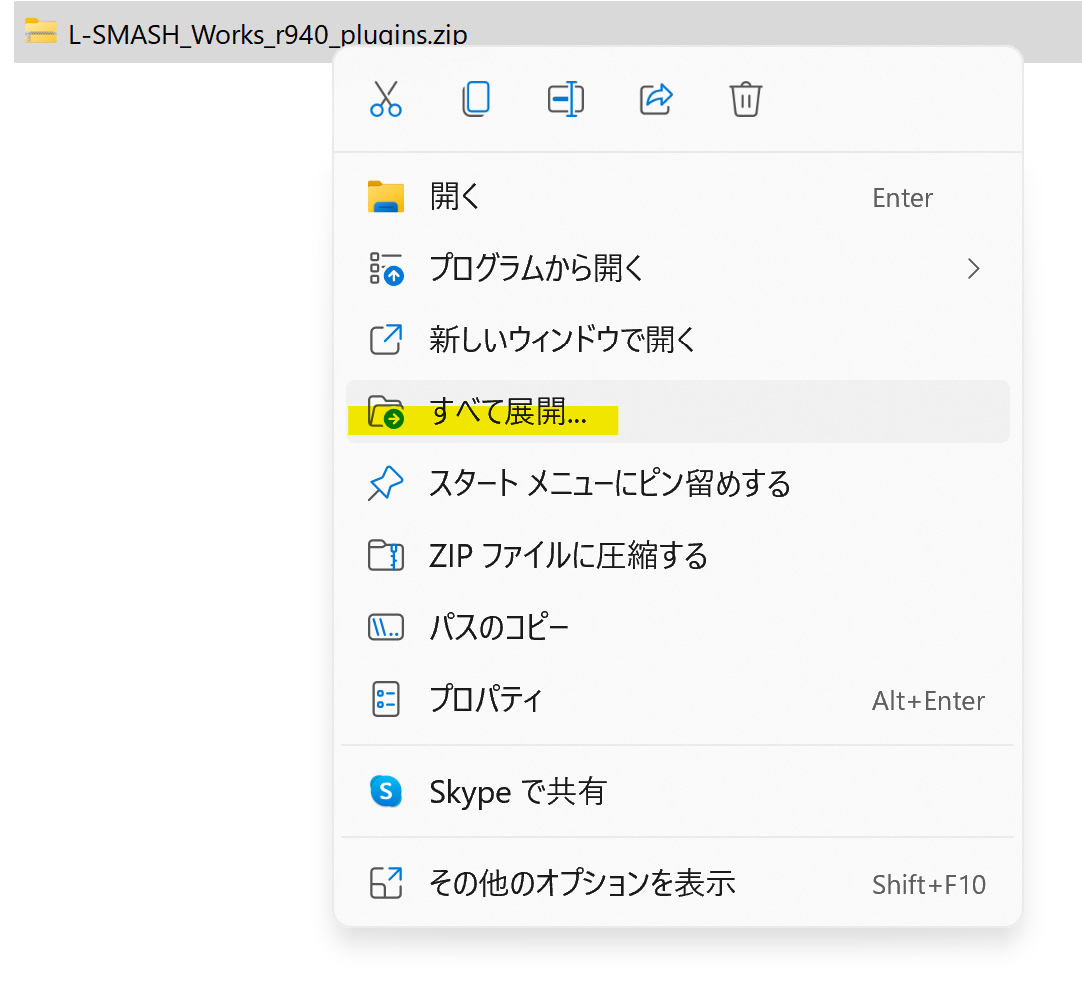 L-SMASH_Works_r940_plugins.zip
開く Enter
プログラムから開く
新しいウィンドウで開く
すべて展開...
スタート メニューにピン留めする
ZIP ファイルに圧縮する
パスのコピー
プロパティ Alt+Enter
Skype で共有
その他のオプションを表示 Shift+F10